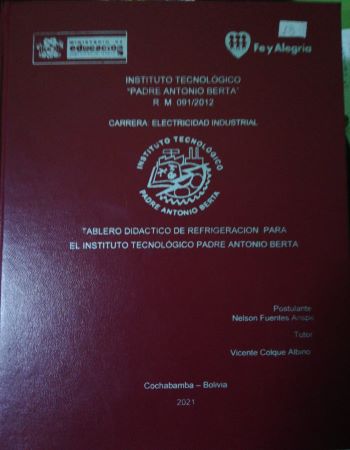 MINISTERIO DE
educación
Fe y Alegría
INSTITUTO TECNOLÓGICO
"PADRE ANTONIO BERTA"
R M 091/2012
CARRERA: ELECTRICIDAD INDUSTRIAL
INSTITUTO TECNOLÓGICO
PADRE ANTONIO BERTA
TABLERO DIDACTICO DE REFRIGERACION PARA
EL INSTITUTO TECNOLÓGICO PADRE ANTONIO BERTA
Postulante
Nelson Fuentes
Tutor
Vicente Colque Albino
Cochabamba – Bolivia
2021